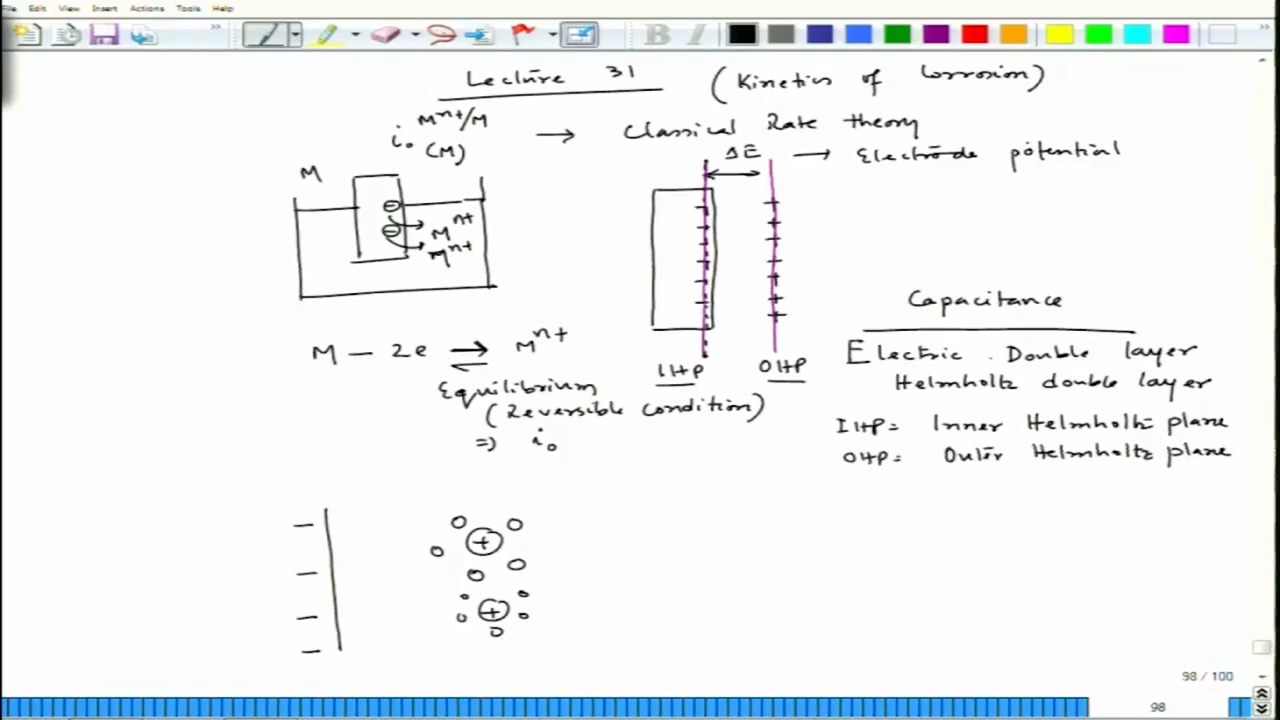 File Edit View Insert Actions Tools Help
Lecture 31 (Kinetics of Corrosion)
i₀ Mⁿ⁺/M (M) → Classical Rate theory
ΔE → Electrode potential
M
Mⁿ⁺
Mⁿ⁺
Capacitance
M - 2e ⇌ Mⁿ⁺
IHP OHP
Electric Double layer
Helmholtz double layer
Equilibrium
(Reversible condition)
⇒ i₀
IHP = Inner Helmholtz plane
OHP = Outer Helmholtz plane
98 / 100
98